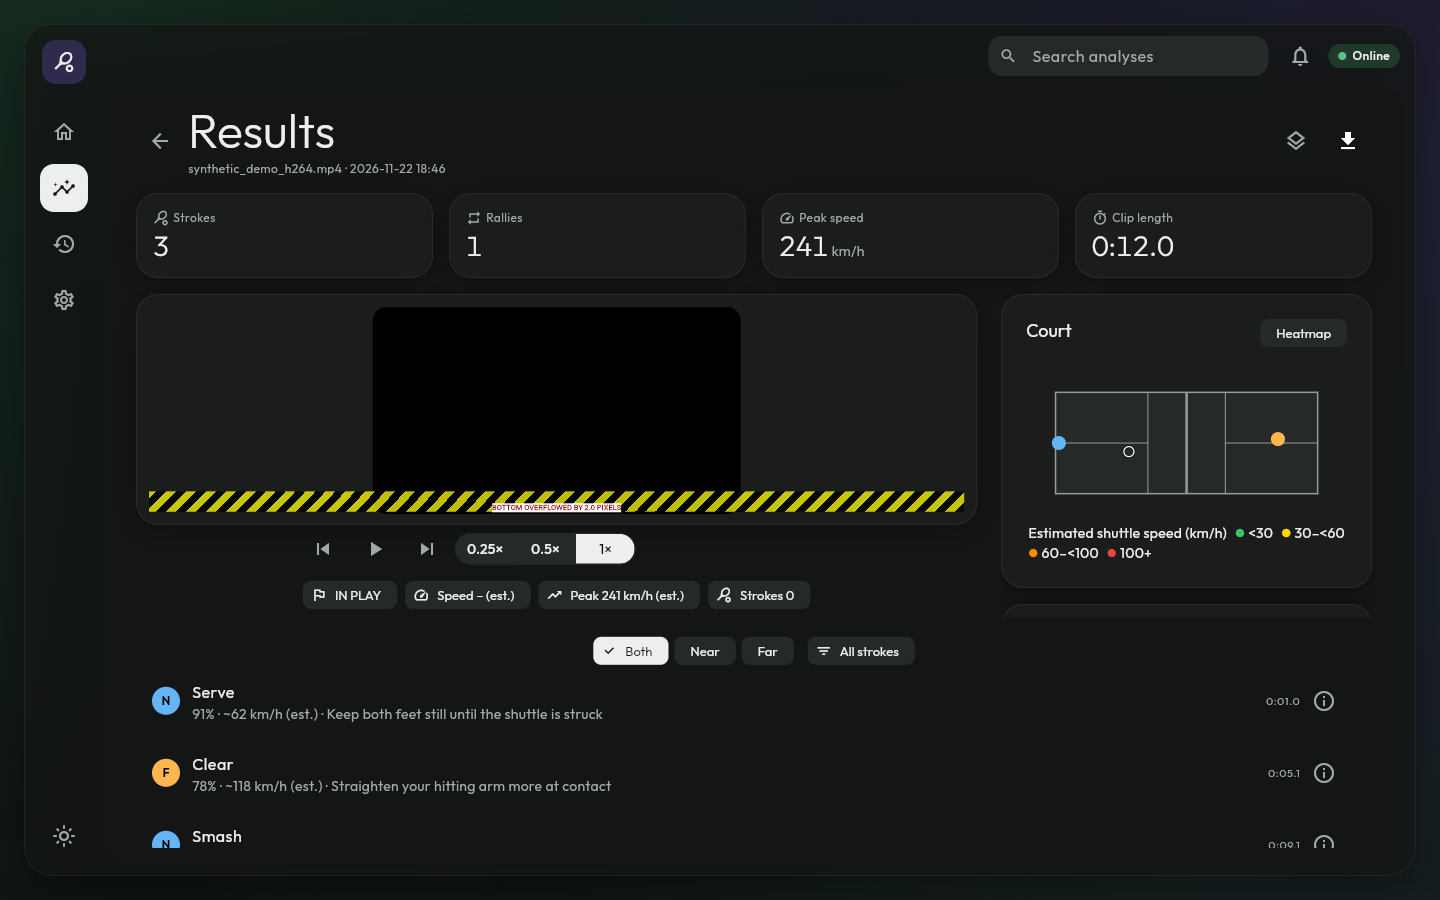 Search analyses
Online
Results
synthetic_demo_h264.mp4 · 2026-11-22 18:46
Strokes
3
Rallies
1
Peak speed
241 km/h
Clip length
0:12.0
BOTTOM OVERFLOWED BY 2.0 PIXELS
Court
Heatmap
Estimated shuttle speed (km/h) <30 30–<60
60–<100 100+
0.25× 0.5× 1×
IN PLAY Speed – (est.) Peak 241 km/h (est.) Strokes 0
Both Near Far All strokes
N
Serve
91% · ~62 km/h (est.) · Keep both feet still until the shuttle is struck
0:01.0
F
Clear
78% · ~118 km/h (est.) · Straighten your hitting arm more at contact
0:05.1
N
Smash
0:09.1